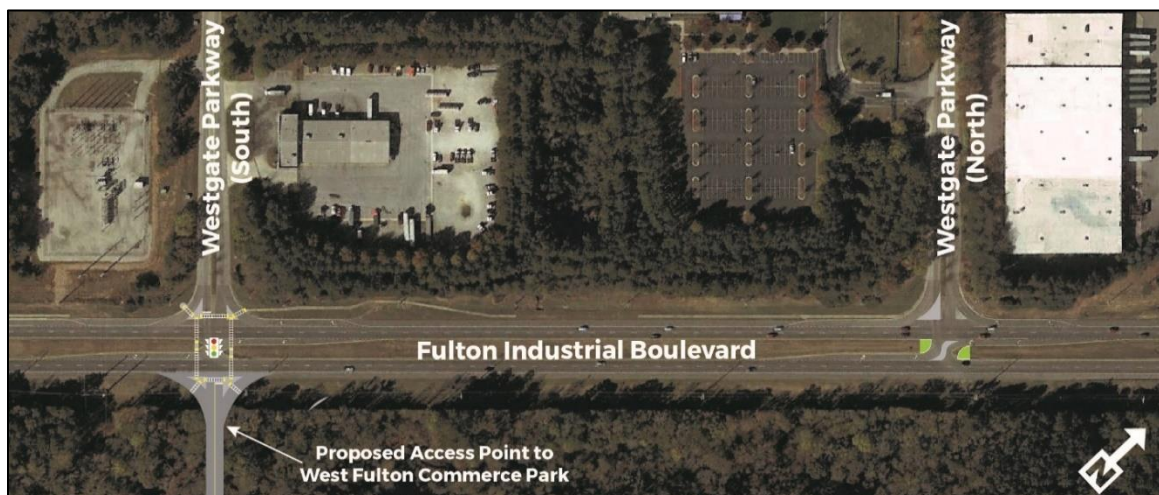 Westgate Parkway
(South)
Westgate Parkway
(North)
Fulton Industrial Boulevard
Proposed Access Point to
West Fulton Commerce Park
N